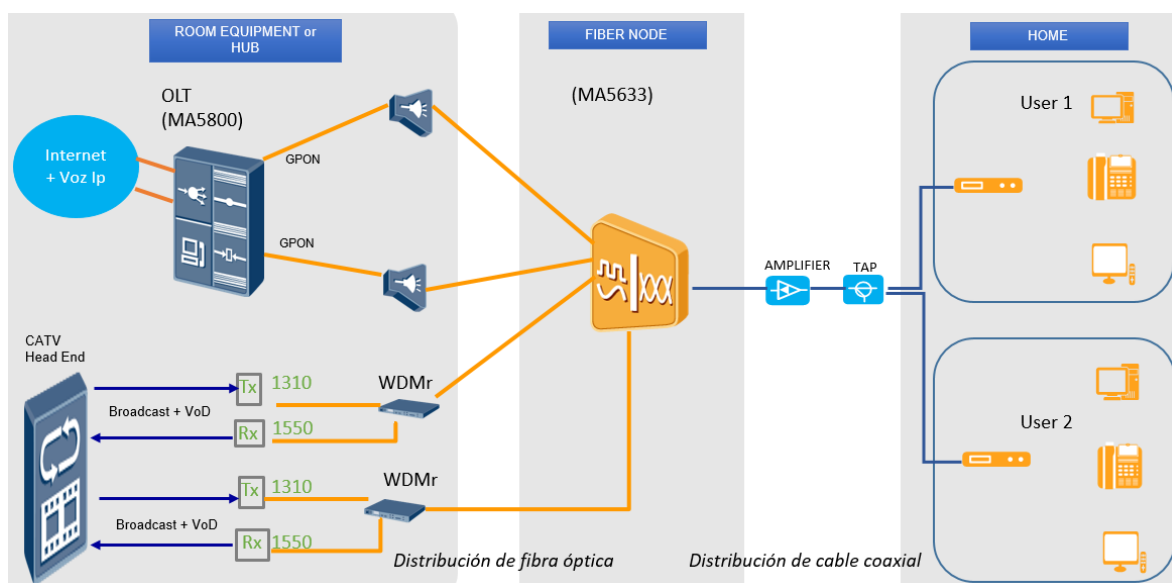 ROOM EQUIPMENT or
HUB
FIBER NODE
HOME
OLT
(MA5800)
(MA5633)
User 1
Internet
+ Voz Ip
GPON
GPON
AMPLIFIER
TAP
CATV
Head End
Tx
1310
WDMr
Broadcast + VoD
Rx
1550
User 2
Tx
1310
WDMr
Broadcast + VoD
Rx
1550
Distribución de fibra óptica
Distribución de cable coaxial